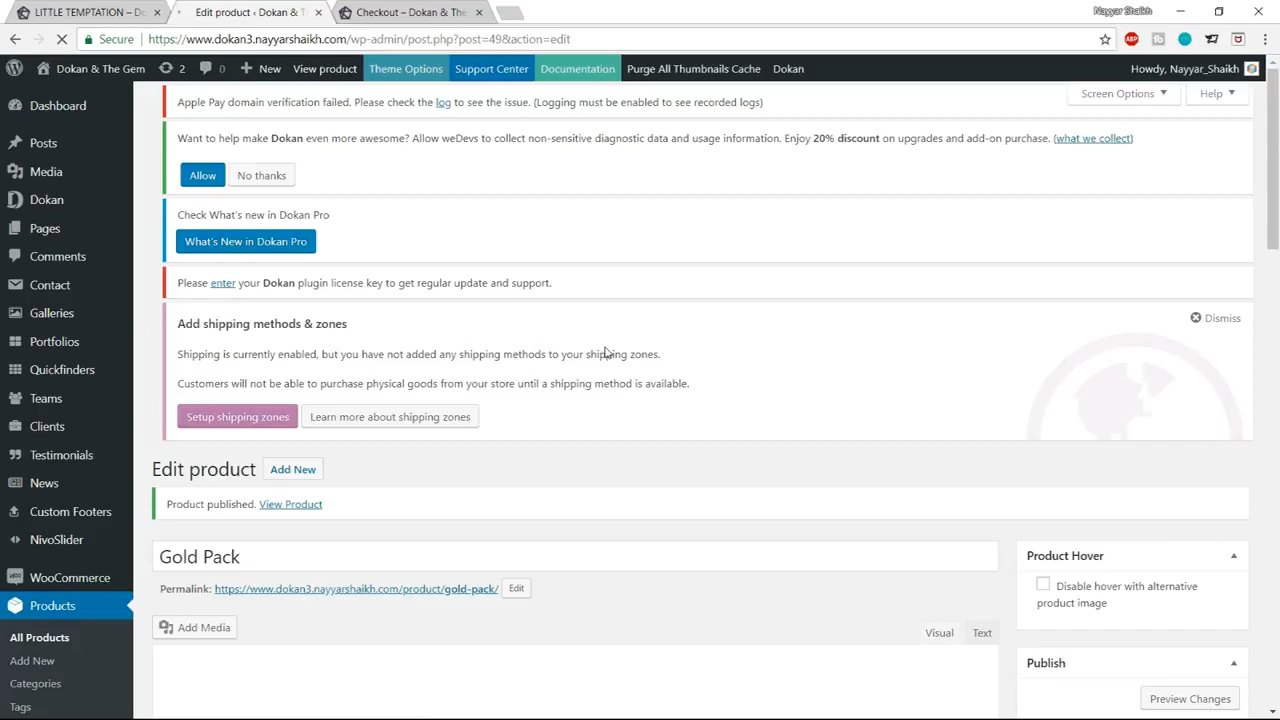 LITTLE TEMPTATION – Do
Edit product ‹ Dokan & T
Checkout – Dokan & The
Nayyar Shaikh
Secure https://www.dokan3.nayyarshaikh.com/wp-admin/post.php?post=49&action=edit
ABP
Dokan & The Gem 2 0 New View product Theme Options Support Center Documentation Purge All Thumbnails Cache Dokan Howdy, Nayyar_Shaikh
Screen Options Help
Apple Pay domain verification failed. Please check the log to see the issue. (Logging must be enabled to see recorded logs)
Want to help make Dokan even more awesome? Allow weDevs to collect non-sensitive diagnostic data and usage information. Enjoy 20% discount on upgrades and add-on purchase. (what we collect)
Allow No thanks
Check What's new in Dokan Pro
What's New in Dokan Pro
Please enter your Dokan plugin license key to get regular update and support.
Add shipping methods & zones
Dismiss
Shipping is currently enabled, but you have not added any shipping methods to your shipping zones.
Customers will not be able to purchase physical goods from your store until a shipping method is available.
Setup shipping zones Learn more about shipping zones
Edit product Add New
Product published. View Product
Gold Pack
Permalink: https://www.dokan3.nayyarshaikh.com/product/gold-pack/ Edit
Add Media
Visual Text
Product Hover
Disable hover with alternative
product image
Publish
Preview Changes
Dashboard
Posts
Media
Dokan
Pages
Comments
Contact
Galleries
Portfolios
Quickfinders
Teams
Clients
Testimonials
News
Custom Footers
NivoSlider
WooCommerce
Products
All Products
Add New
Categories
Tags